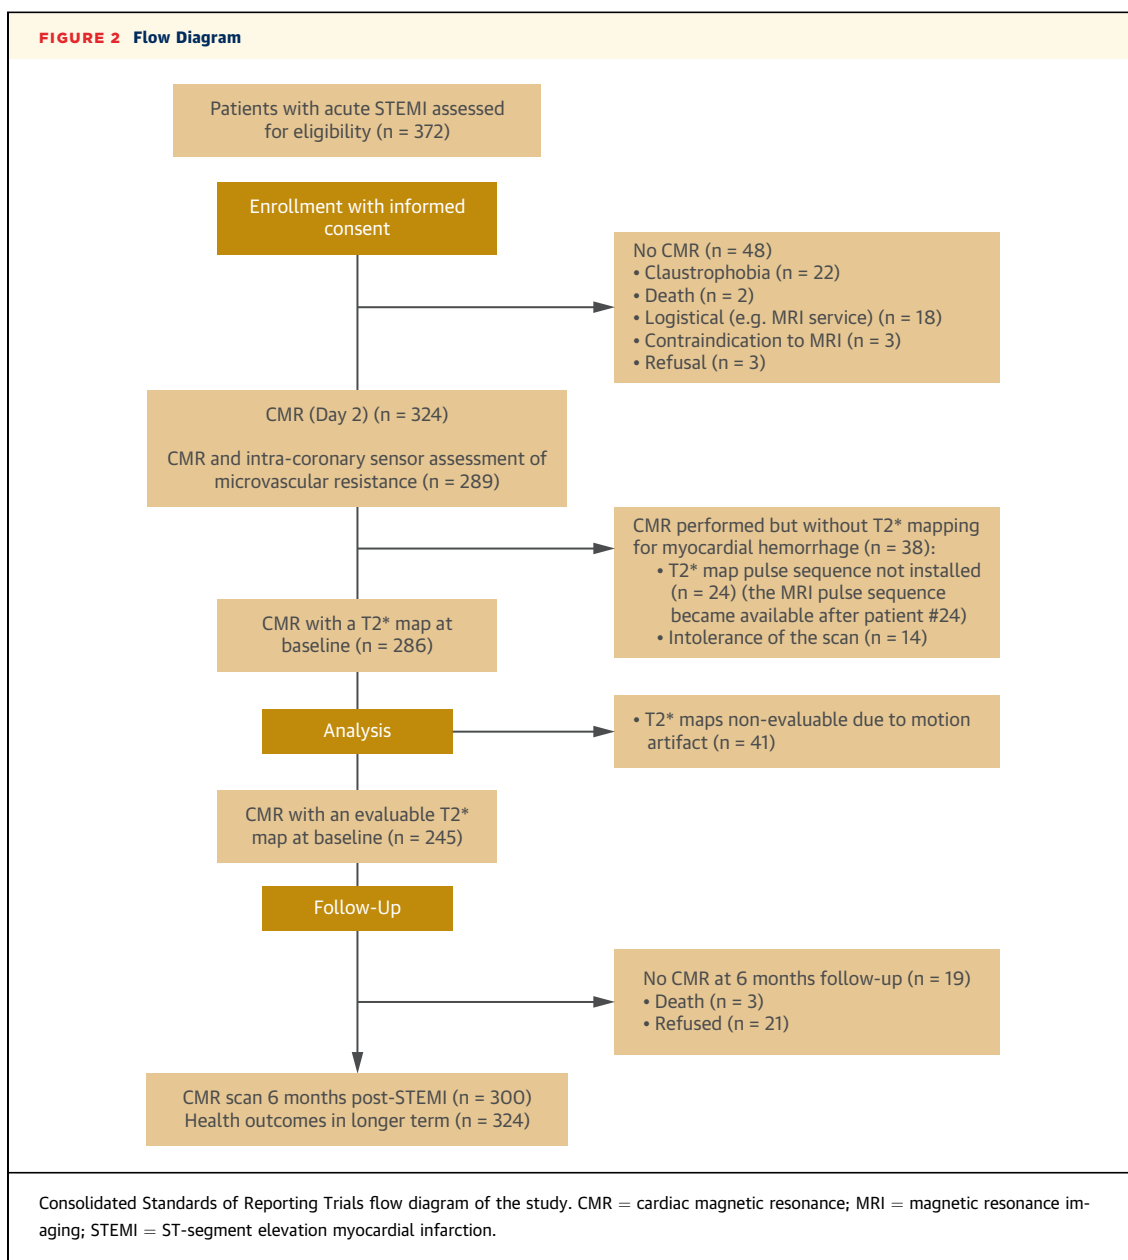 FIGURE 2 Flow Diagram
Patients with acute STEMI assessed
for eligibility (n = 372)
Enrollment with informed
consent
No CMR (n = 48)
• Claustrophobia (n = 22)
• Death (n = 2)
• Logistical (e.g. MRI service) (n = 18)
• Contraindication to MRI (n = 3)
• Refusal (n = 3)
CMR (Day 2) (n = 324)
CMR and intra-coronary sensor assessment of
microvascular resistance (n = 289)
CMR performed but without T2* mapping
for myocardial hemorrhage (n = 38):
• T2* map pulse sequence not installed
(n = 24) (the MRI pulse sequence
became available after patient #24)
• Intolerance of the scan (n = 14)
CMR with a T2* map at
baseline (n = 286)
Analysis
• T2* maps non-evaluable due to motion
artifact (n = 41)
CMR with an evaluable T2*
map at baseline (n = 245)
Follow-Up
No CMR at 6 months follow-up (n = 19)
• Death (n = 3)
• Refused (n = 21)
CMR scan 6 months post-STEMI (n = 300)
Health outcomes in longer term (n = 324)
Consolidated Standards of Reporting Trials flow diagram of the study. CMR = cardiac magnetic resonance; MRI = magnetic resonance im-
aging; STEMI = ST-segment elevation myocardial infarction.